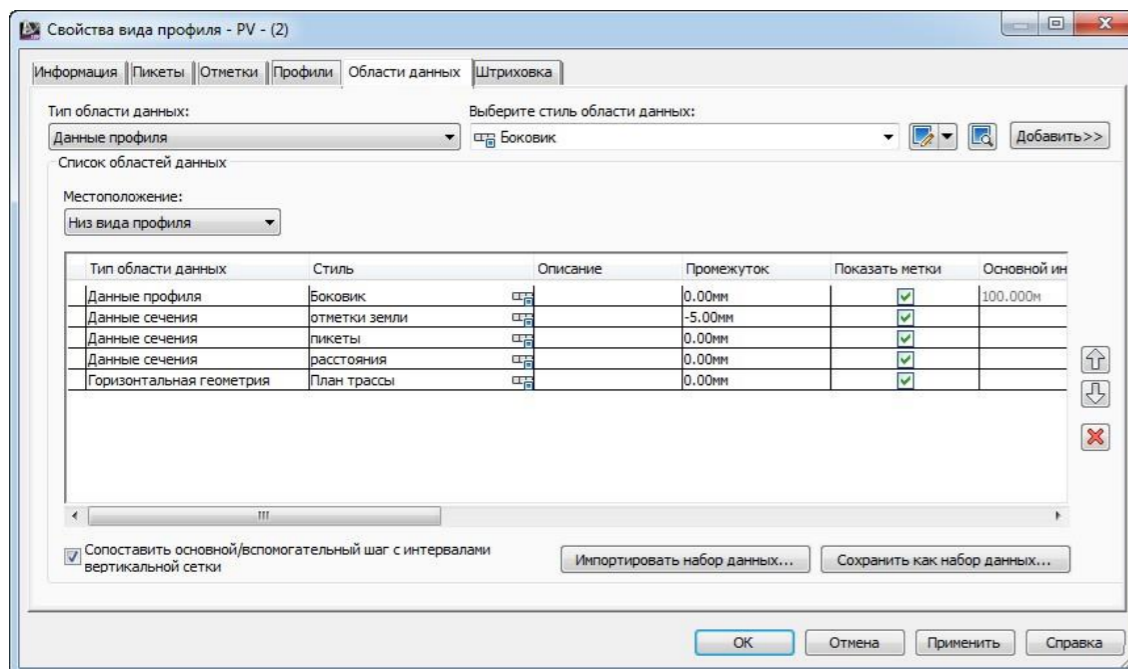 Свойства вида профиля - PV - (2)
Информация Пикеты Отметки Профили Области данных Штриховка
Тип области данных: Выберите стиль области данных:
Данные профиля Боковик Добавить>>
Список областей данных
Местоположение:
Низ вида профиля
Тип области данных Стиль Описание Промежуток Показать метки Основной ин
Данные профиля Боковик 0.00мм 100.000м
Данные сечения отметки земли -5.00мм
Данные сечения пикеты 0.00мм
Данные сечения расстояния 0.00мм
Горизонтальная геометрия План трассы 0.00мм
Сопоставить основной/вспомогательный шаг с интервалами
вертикальной сетки
Импортировать набор данных... Сохранить как набор данных...
ОК Отмена Применить Справка